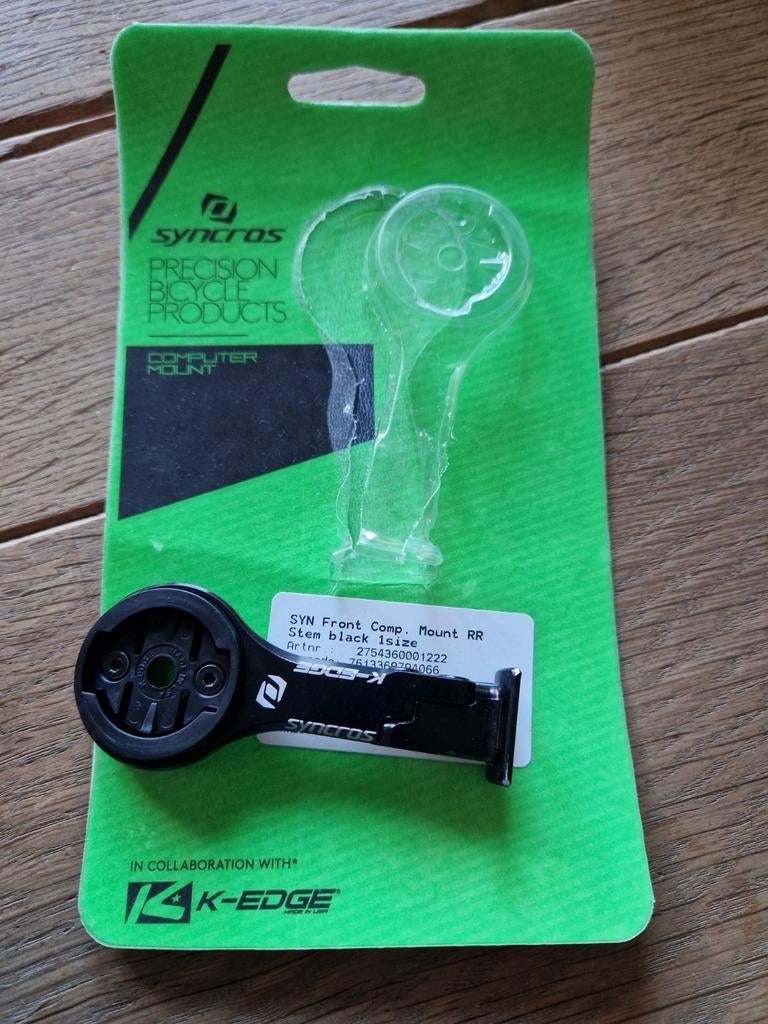 syncros
PRECISION
BICYCLE
PRODUCTS
COMPUTER
MOUNT
SYN Front Comp. Mount RR
Stem black 1size
Artnr.: 2754360001222
7613368794066
K-EDGE
syncros
IN COLLABORATION WITH*
K-EDGE
MADE IN USA